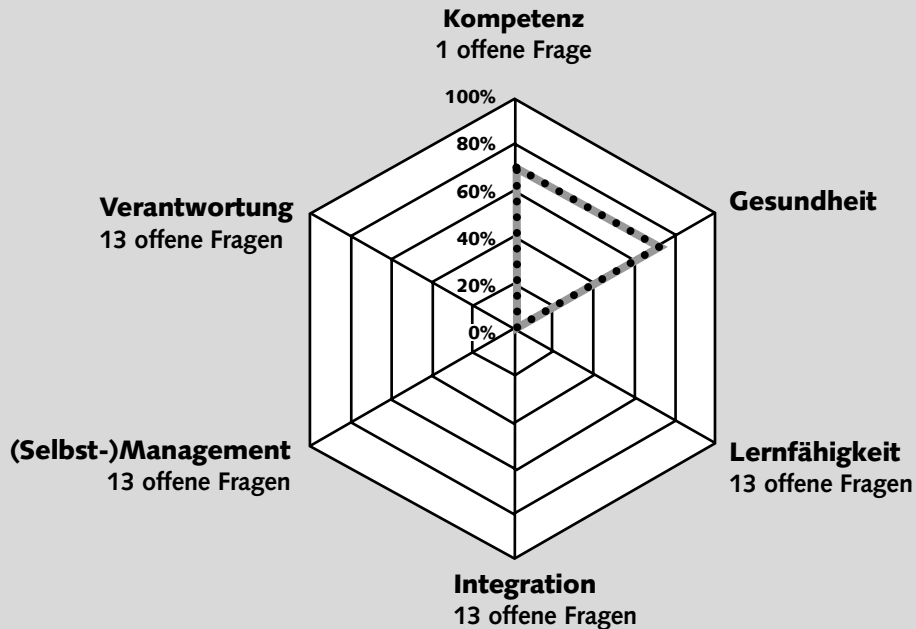 Kompetenz
1 offene Frage
100%
80%
60%
40%
20%
0%
Gesundheit
Verantwortung
13 offene Fragen
(Selbst-)Management
13 offene Fragen
Lernfähigkeit
13 offene Fragen
Integration
13 offene Fragen